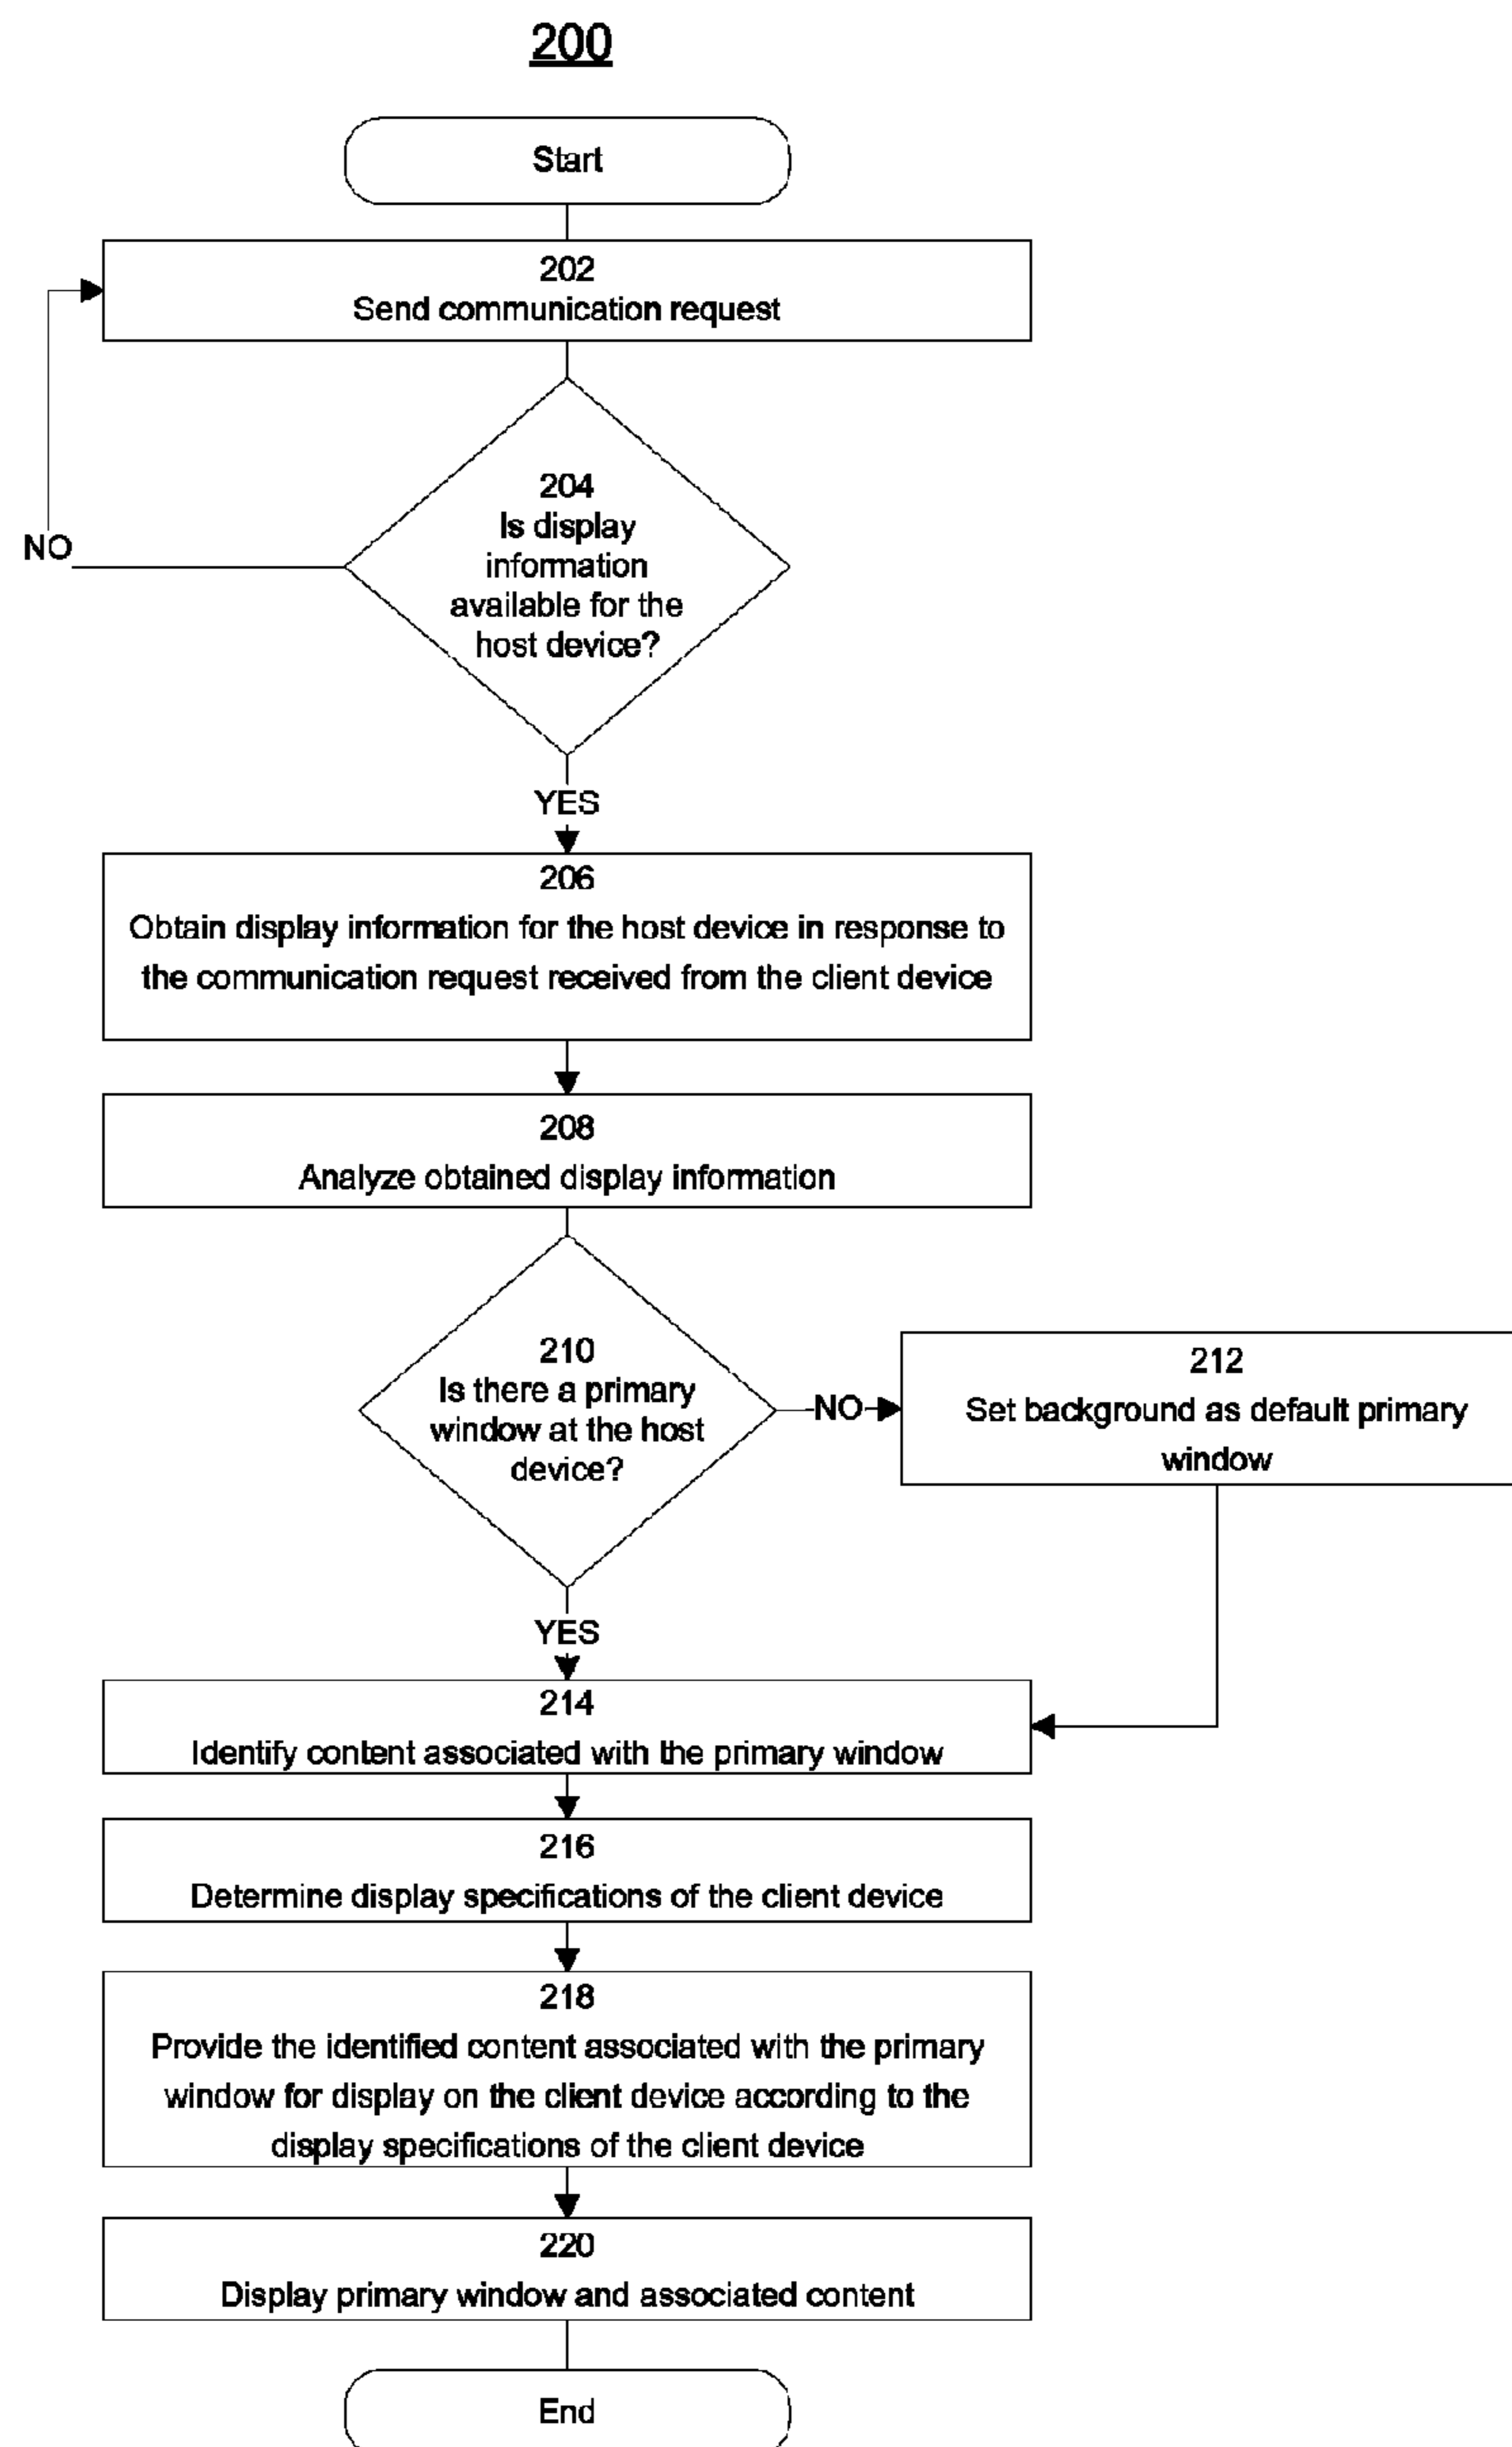 200
Start
202
Send communication request
204
Is display
information
available for the
host device?
NO
YES
206
Obtain display information for the host device in response to
the communication request received from the client device
208
Analyze obtained display information
210
Is there a primary
window at the host
device?
NO
212
Set background as default primary
window
YES
214
Identify content associated with the primary window
216
Determine display specifications of the client device
218
Provide the identified content associated with the primary
window for display on the client device according to the
display specifications of the client device
220
Display primary window and associated content
End